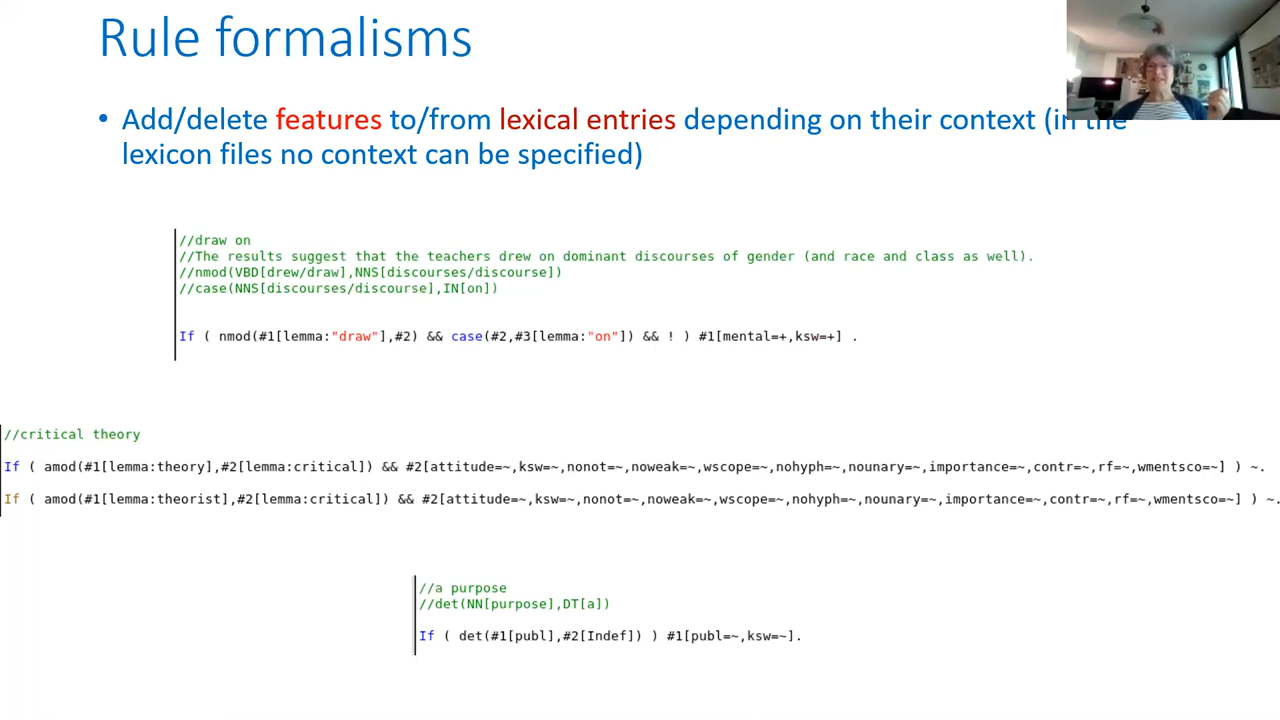 Rule formalisms
• Add/delete features to/from lexical entries depending on their context (in the
lexicon files no context can be specified)
//draw on
//The results suggest that the teachers drew on dominant discourses of gender (and race and class as well).
//nmod(VBD[drew/draw],NNS[discourses/discourse])
//case(NNS[discourses/discourse],IN[on])
If ( nmod(#1[lemma:"draw"],#2) && case(#2,#3[lemma:"on"]) && ! ) #1[mental=+,ksw=+] .
//critical theory
If ( amod(#1[lemma:theory],#2[lemma:critical]) && #2[attitude=~,ksw=~,nonot=~,noweak=~,wscope=~,nohyph=~,nounary=~,importance=~,contr=~,rf=~,wmentsco=~] ) ~.
If ( amod(#1[lemma:theorist],#2[lemma:critical]) && #2[attitude=~,ksw=~,nonot=~,noweak=~,wscope=~,nohyph=~,nounary=~,importance=~,contr=~,rf=~,wmentsco=~] ) ~.
//a purpose
//det(NN[purpose],DT[a])
If ( det(#1[publ],#2[Indef]) ) #1[publ=~,ksw=~].